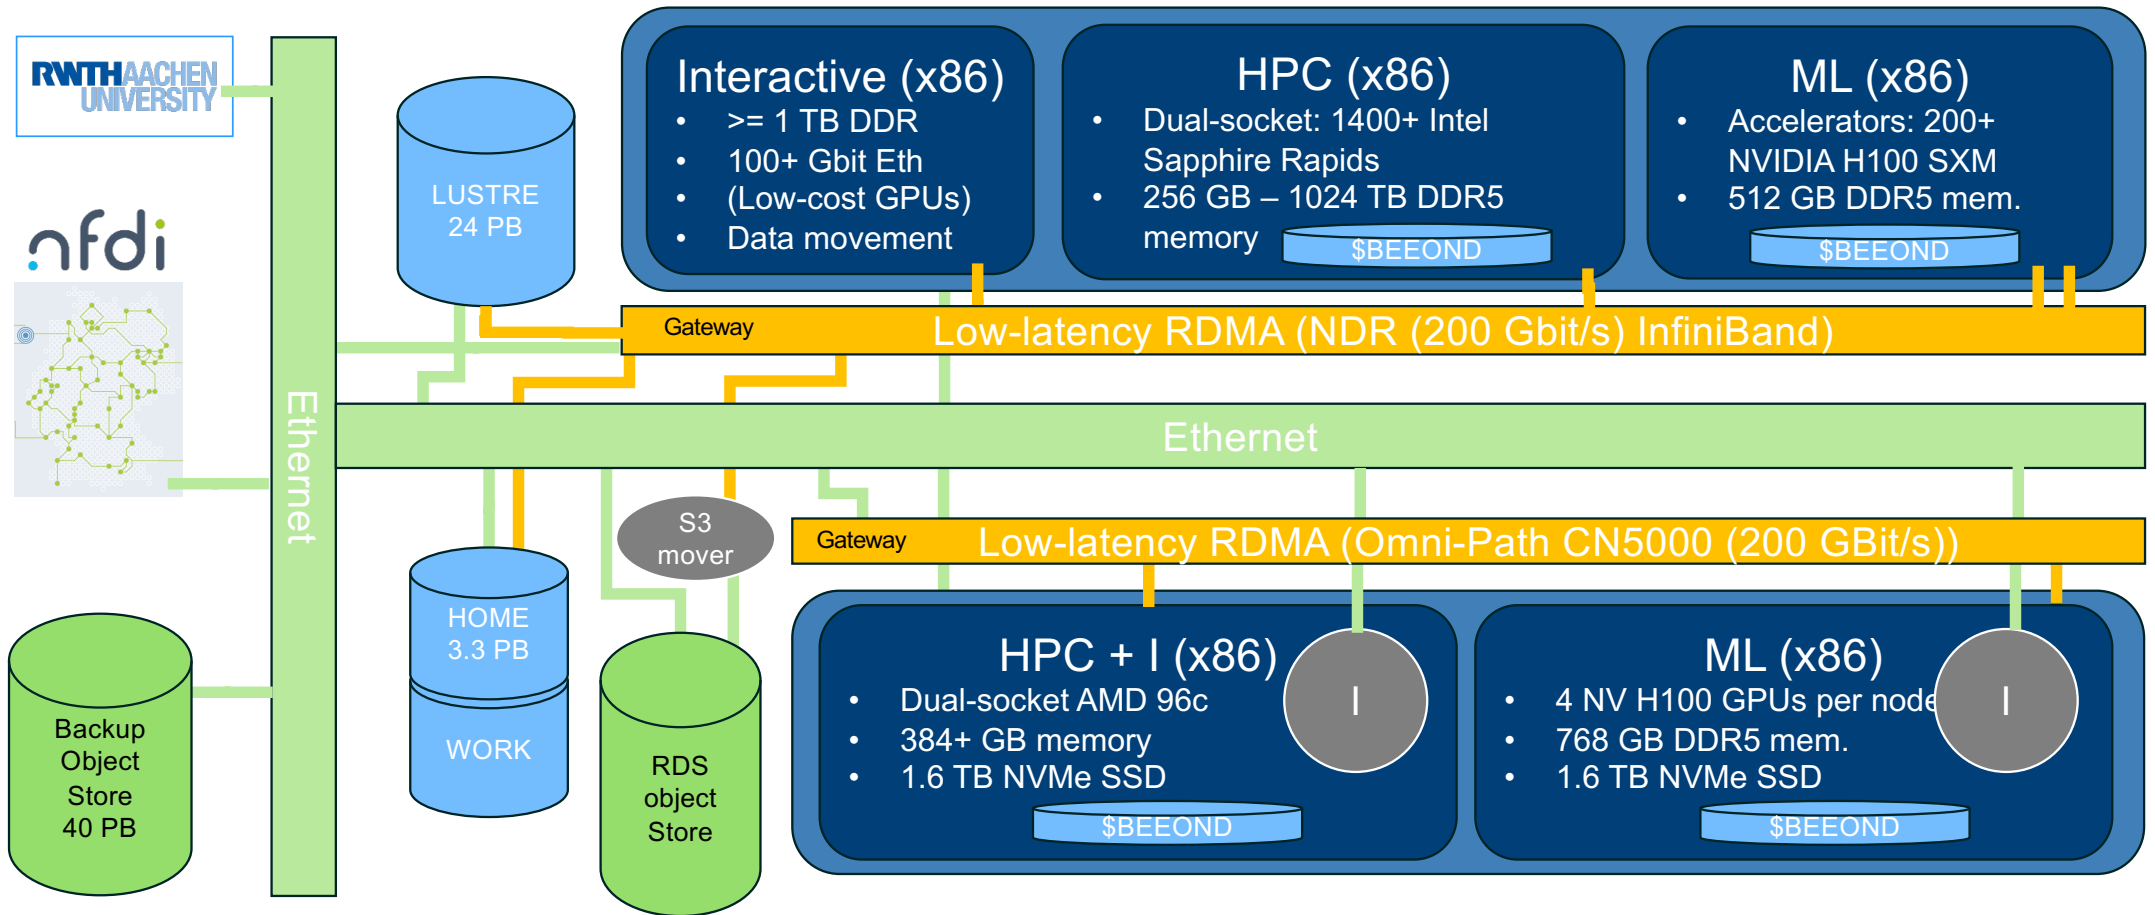 RWTHAACHEN
UNIVERSITY
nfdi
Backup
Object
Store
40 PB
Ethernet
LUSTRE
24 PB
Interactive (x86)
• >= 1 TB DDR
• 100+ Gbit Eth
• (Low-cost GPUs)
• Data movement
HPC (x86)
• Dual-socket: 1400+ Intel
Sapphire Rapids
• 256 GB – 1024 TB DDR5
memory
$BEEOND
ML (x86)
• Accelerators: 200+
NVIDIA H100 SXM
• 512 GB DDR5 mem.
$BEEOND
Gateway
Low-latency RDMA (NDR (200 Gbit/s) InfiniBand)
Ethernet
S3
mover
Gateway
Low-latency RDMA (Omni-Path CN5000 (200 GBit/s))
HOME
3.3 PB
WORK
RDS
object
Store
HPC + I (x86)
• Dual-socket AMD 96c
• 384+ GB memory
• 1.6 TB NVMe SSD
I
$BEEOND
ML (x86)
• 4 NV H100 GPUs per node
• 768 GB DDR5 mem.
• 1.6 TB NVMe SSD
I
$BEEOND